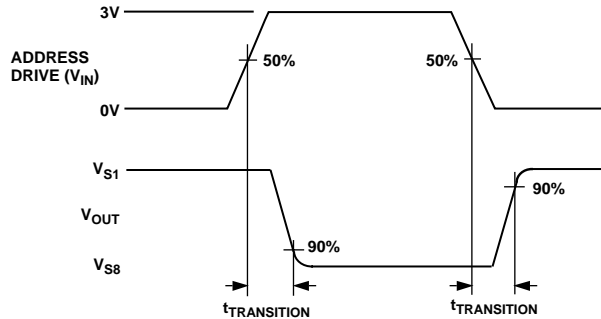 3V
ADDRESS
DRIVE (VIN)
50%
50%
0V
VS1
VOUT
90%
90%
VS8
tTRANSITION
tTRANSITION